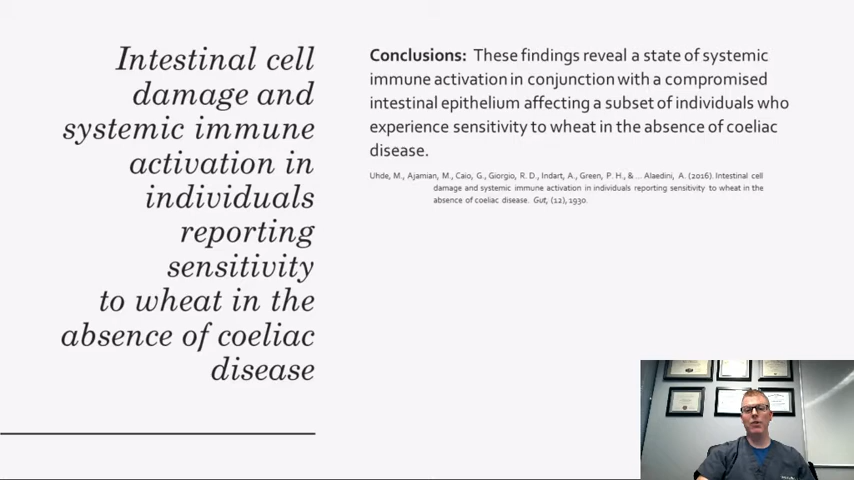 Intestinal cell
damage and
systemic immune
activation in
individuals
reporting
sensitivity
to wheat in the
absence of coeliac
disease
Conclusions: These findings reveal a state of systemic
immune activation in conjunction with a compromised
intestinal epithelium affecting a subset of individuals who
experience sensitivity to wheat in the absence of coeliac
disease.
Uhde, M., Ajamian, M., Caio, G., Giorgio, R. D., Indart, A., Green, P. H., & ... Alaedini, A. (2016). Intestinal cell
damage and systemic immune activation in individuals reporting sensitivity to wheat in the
absence of coeliac disease. Gut, (12), 1930.